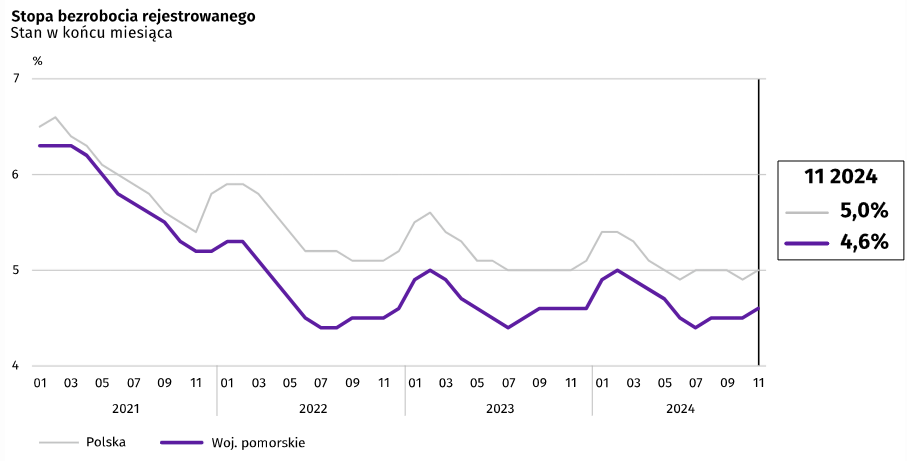 Stopa bezrobocia rejestrowanego
Stan w końcu miesiąca
%
7
6
5
4
01 03 05 07 09 11 01 03 05 07 09 11 01 03 05 07 09 11 01 03 05 07 09 11
2021 2022 2023 2024
Polska Woj. pomorskie
11 2024
5,0%
4,6%